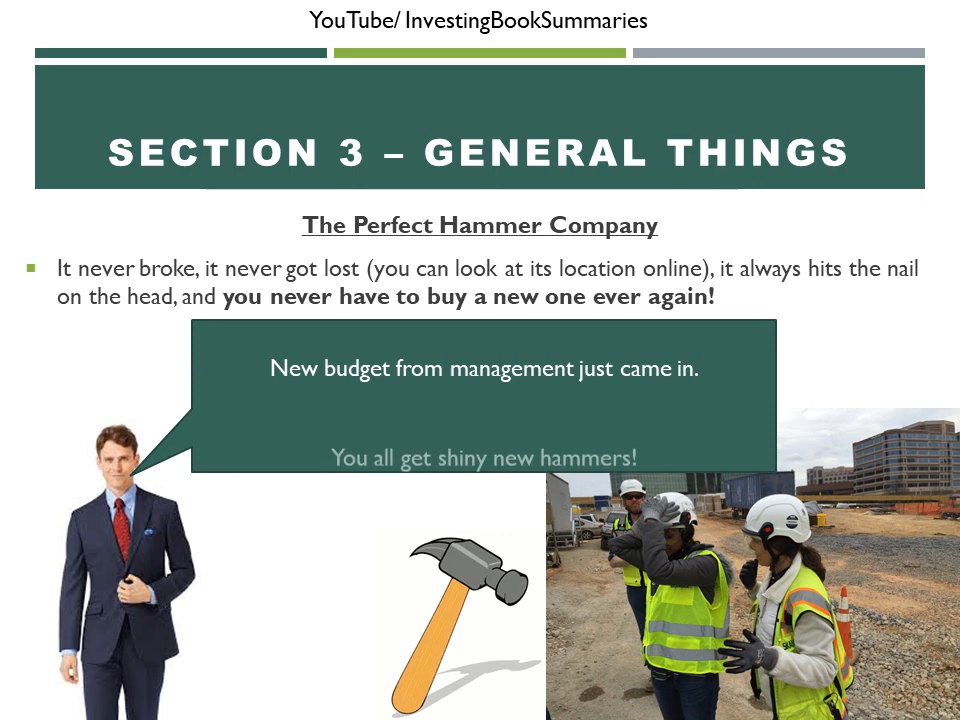 YouTube/ InvestingBookSummaries
SECTION 3 – GENERAL THINGS
The Perfect Hammer Company
It never broke, it never got lost (you can look at its location online), it always hits the nail
on the head, and you never have to buy a new one ever again!
New budget from management just came in.
You all get shiny new hammers!